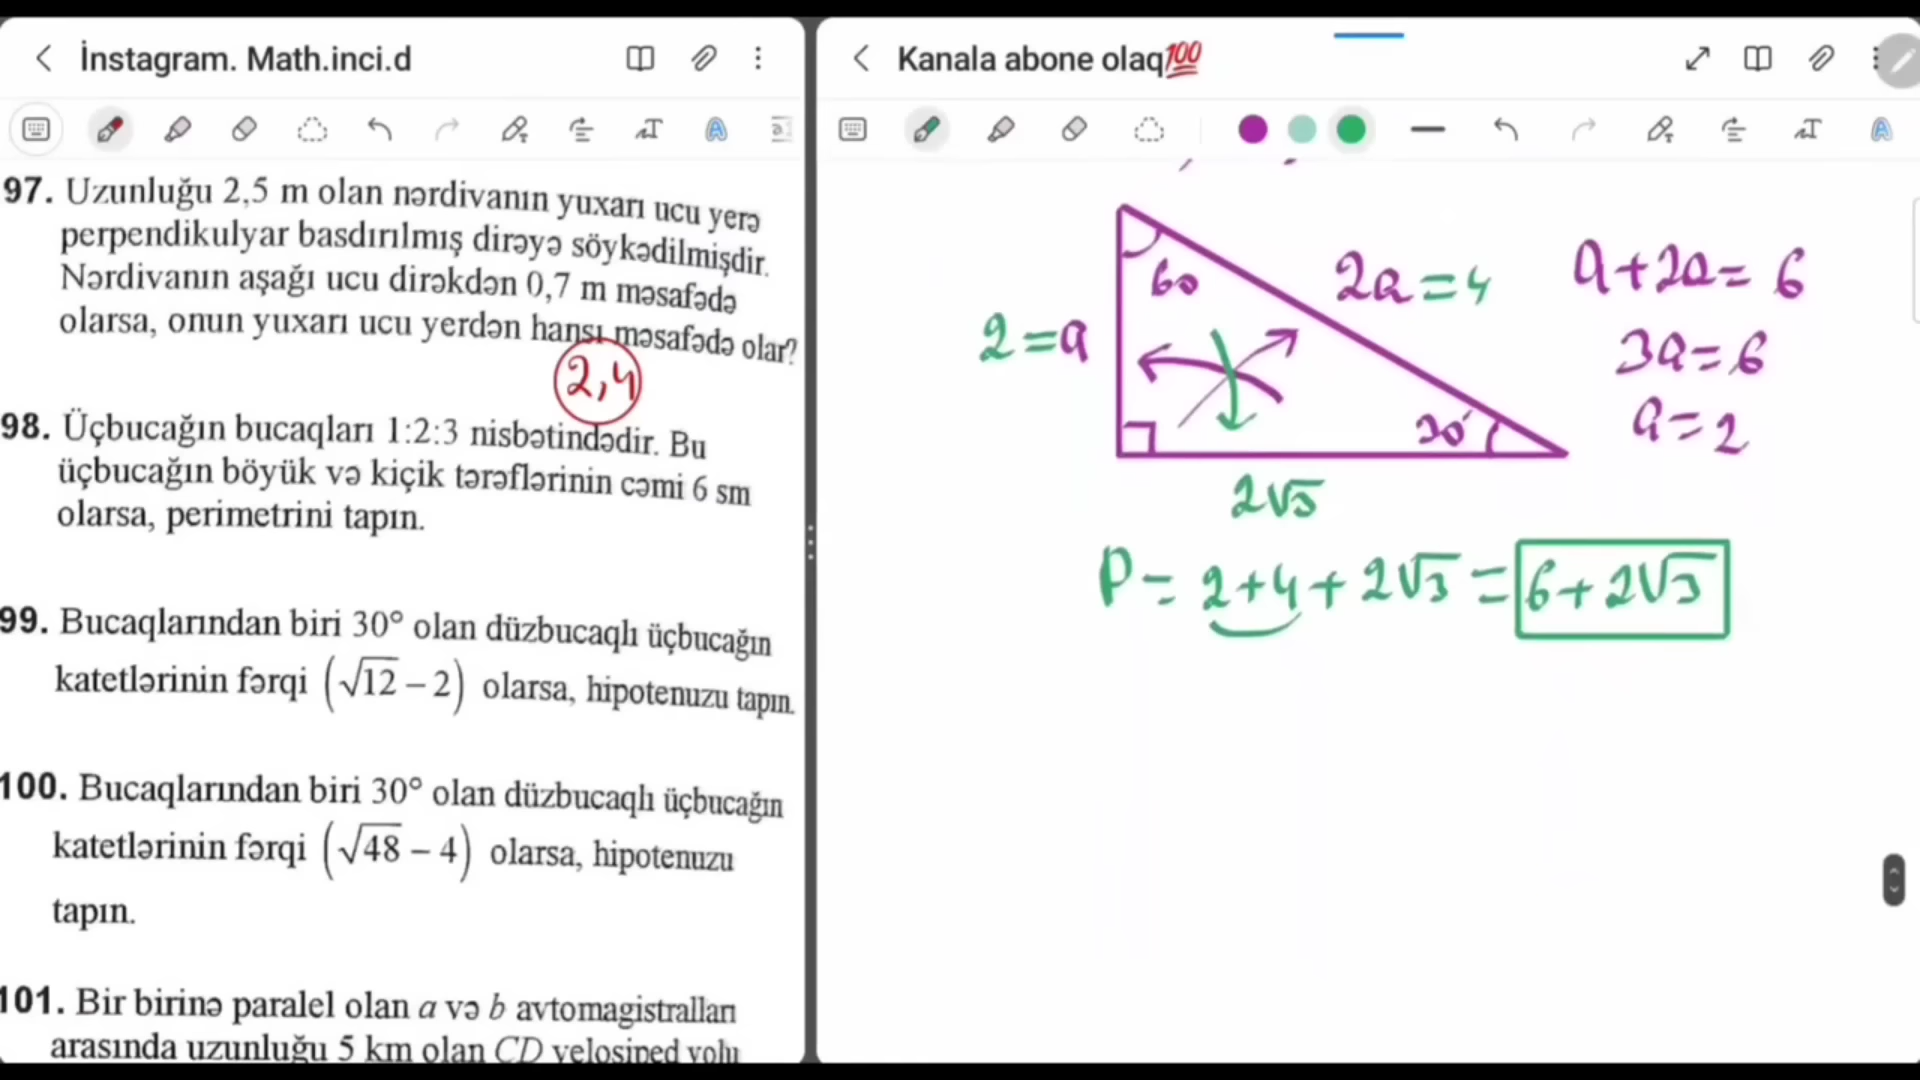 İnstagram. Math.inci.d
97. Uzunluğu 2,5 m olan nərdivanın yuxarı ucu yerə
perpendikulyar basdırılmış dirəyə söykədilmişdir.
Nərdivanın aşağı ucu dirəkdən 0,7 m məsafədə
olarsa, onun yuxarı ucu yerdən hansı məsafədə olar?
2,4
98. Üçbucağın bucaqları 1:2:3 nisbətindədir. Bu
üçbucağın böyük və kiçik tərəflərinin cəmi 6 sm
olarsa, perimetrini tapın.
99. Bucaqlarından biri 30° olan düzbucaqlı üçbucağın
katetlərinin fərqi (√12 – 2) olarsa, hipotenuzu tapın.
100. Bucaqlarından biri 30° olan düzbucaqlı üçbucağın
katetlərinin fərqi (√48 – 4) olarsa, hipotenuzu
tapın.
101. Bir birinə paralel olan a və b avtomagistralları
arasında uzunluğu 5 km olan CD velosiped yolu
Kanala abone olaq💯
60
2a=4
2=a
30°
2√3
a+2a=6
3a=6
a=2
P=2+4+2√3=6+2√3